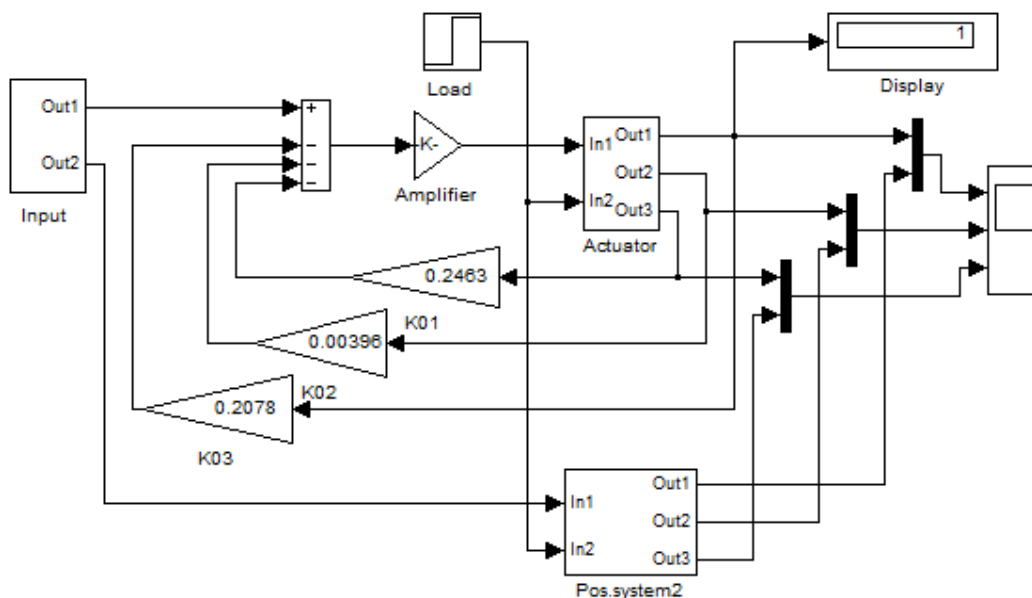 1
Display
Load
Out1
Out2
Input
+
−
−
−
K-
Amplifier
In1
In2
Out1
Out2
Out3
Actuator
0.2463
K01
0.00396
K02
0.2078
K03
In1
In2
Out1
Out2
Out3
Pos.system2